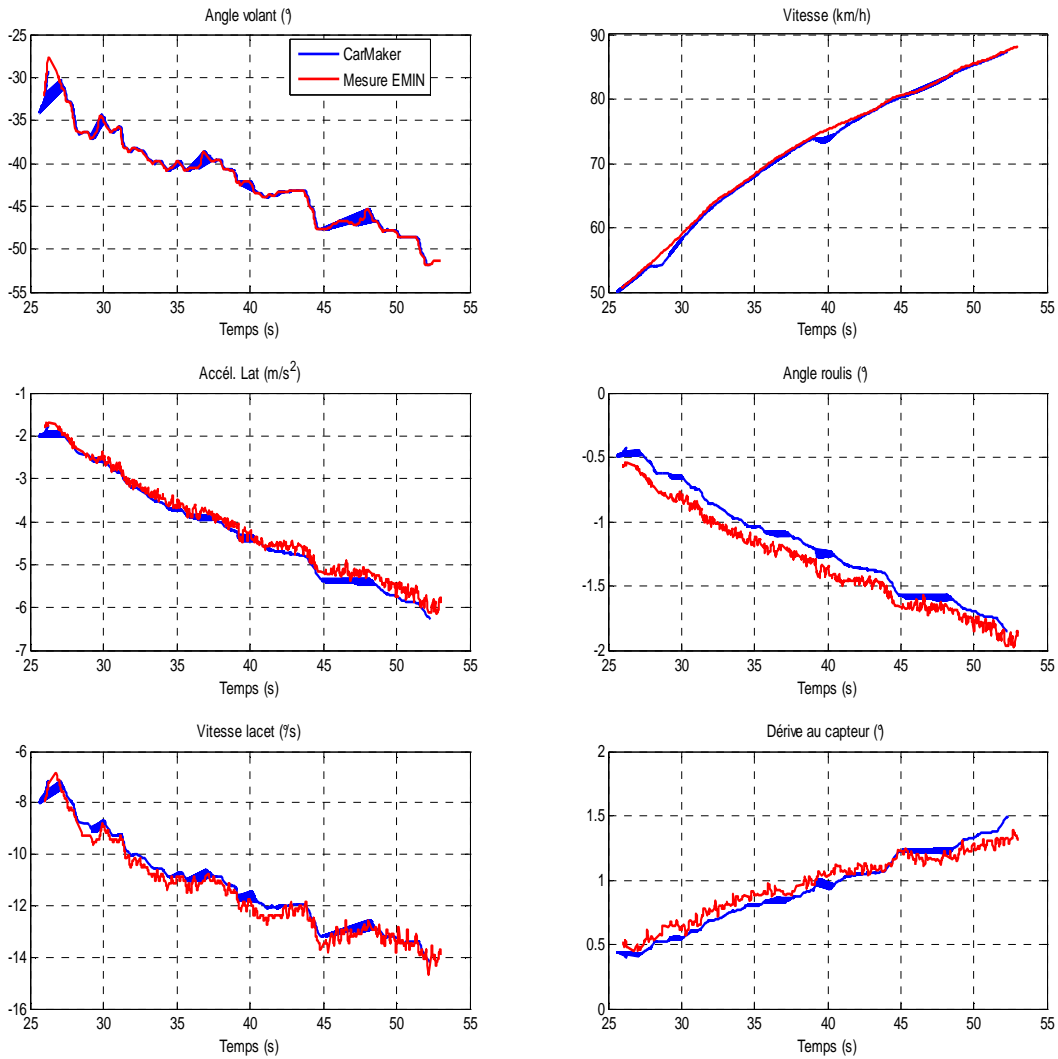 Angle volant (°)
-25
-30
-35
-40
-45
-50
-55
25 30 35 40 45 50 55
Temps (s)
CarMaker
Mesure EMIN
Vitesse (km/h)
90
80
70
60
50
25 30 35 40 45 50 55
Temps (s)
Accél. Lat (m/s²)
-1
-2
-3
-4
-5
-6
-7
25 30 35 40 45 50 55
Temps (s)
Angle roulis (°)
0
-0.5
-1
-1.5
-2
25 30 35 40 45 50 55
Temps (s)
Vitesse lacet (°/s)
-6
-8
-10
-12
-14
-16
25 30 35 40 45 50 55
Temps (s)
Dérive au capteur (°)
2
1.5
1
0.5
0
25 30 35 40 45 50 55
Temps (s)